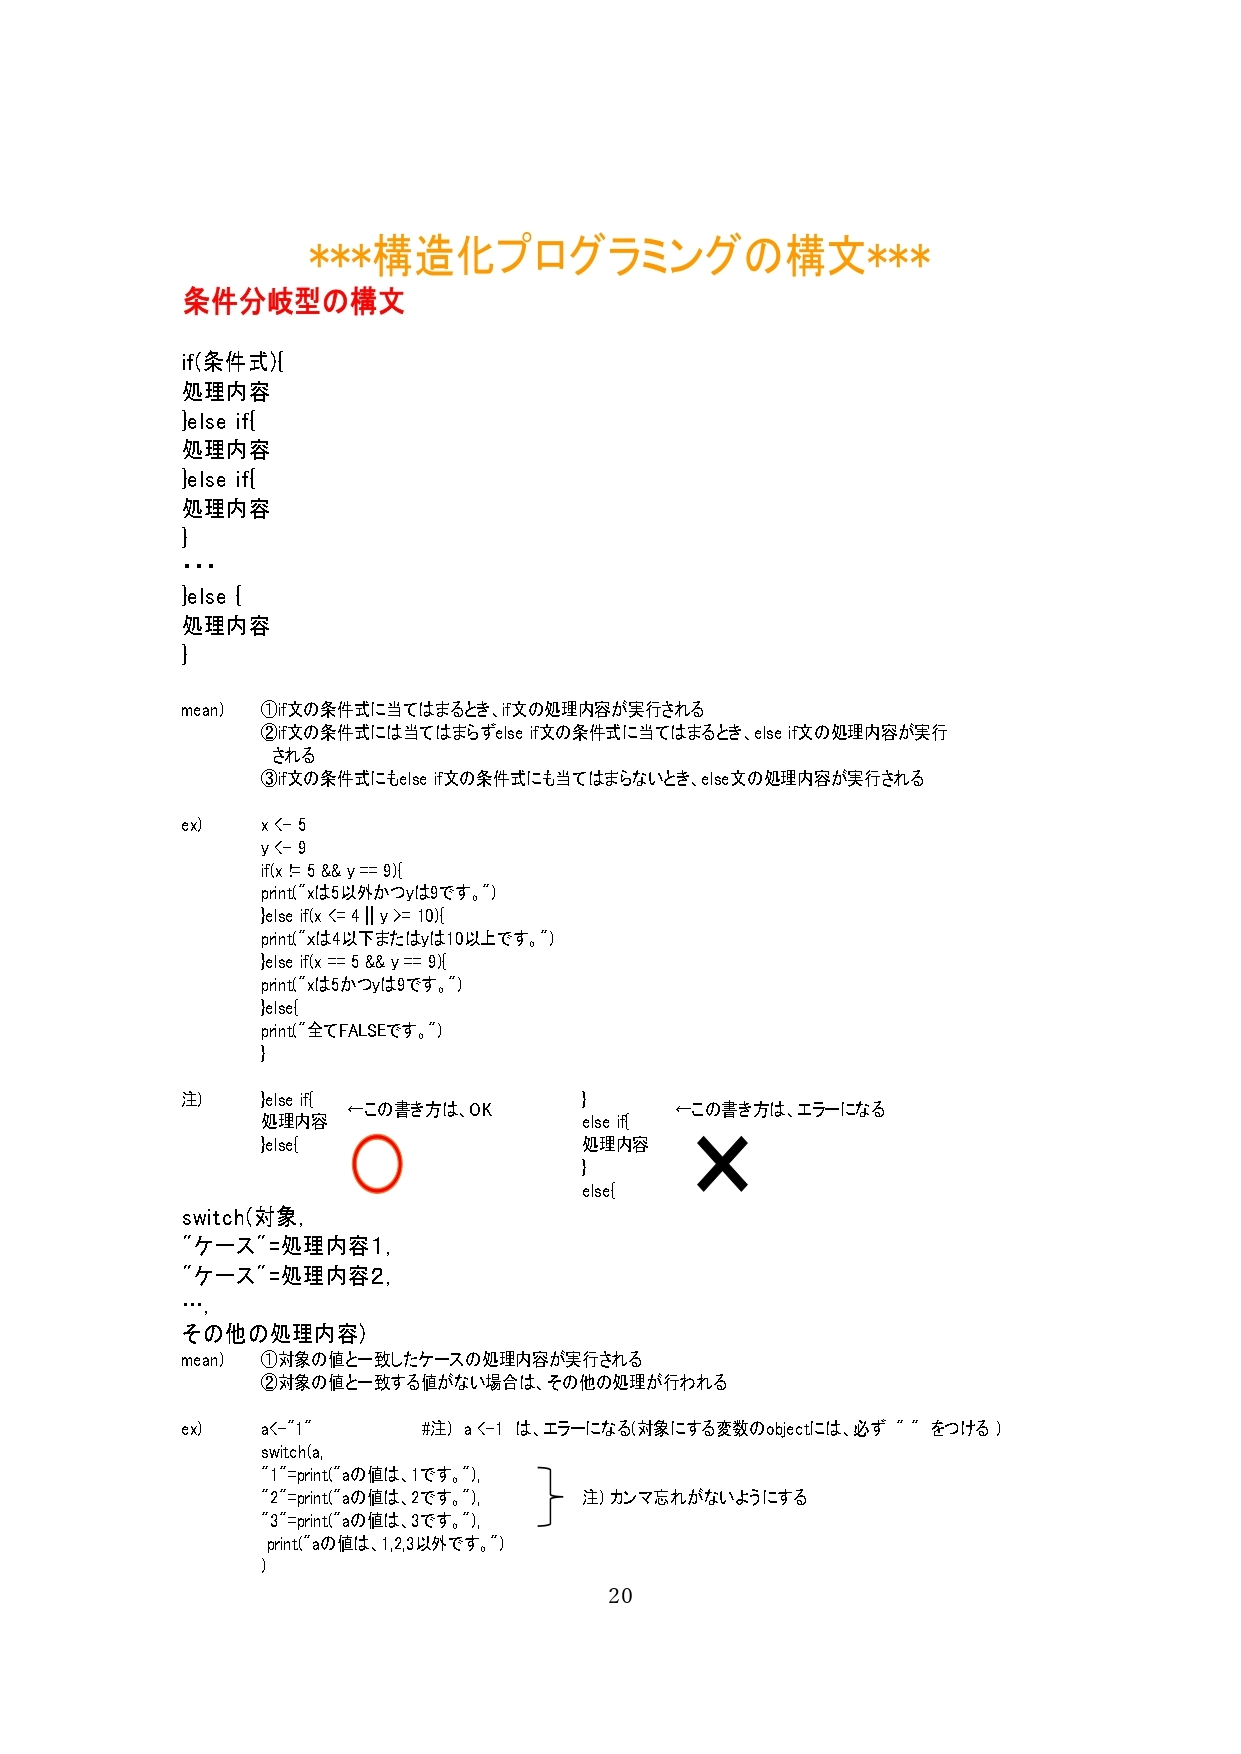 ***構造化プログラミングの構文***
条件分岐型の構文
if(条件式){
処理内容
}else if{
処理内容
}else if{
処理内容
}
・・・
}else {
処理内容
}
mean) ①if文の条件式に当てはまるとき、if文の処理内容が実行される
②if文の条件式には当てはまらずelse if文の条件式に当てはまるとき、else if文の処理内容が実行
される
③if文の条件式にもelse if文の条件式にも当てはまらないとき、else文の処理内容が実行される
ex) x <- 5
y <- 9
if(x != 5 && y == 9){
print("xは5以外かつyは9です。")
}else if(x <= 4 || y >= 10){
print("xは4以下またはyは10以上です。")
}else if(x == 5 && y == 9){
print("xは5かつyは9です。")
}else{
print("全てFALSEです。")
}
注) }else if{
処理内容
}else{
←この書き方は、OK
}
else if{
処理内容
}
else{
←この書き方は、エラーになる
switch(対象,
"ケース"=処理内容1,
"ケース"=処理内容2,
…,
その他の処理内容)
mean) ①対象の値と一致したケースの処理内容が実行される
②対象の値と一致する値がない場合は、その他の処理が行われる
ex) a<-"1" #注) a <-1 は、エラーになる(対象にする変数のobjectには、必ず " " をつける )
switch(a,
"1"=print("aの値は、1です。"),
"2"=print("aの値は、2です。"), 注) カンマ忘れがないようにする
"3"=print("aの値は、3です。"),
print("aの値は、1,2,3以外です。")
)
20